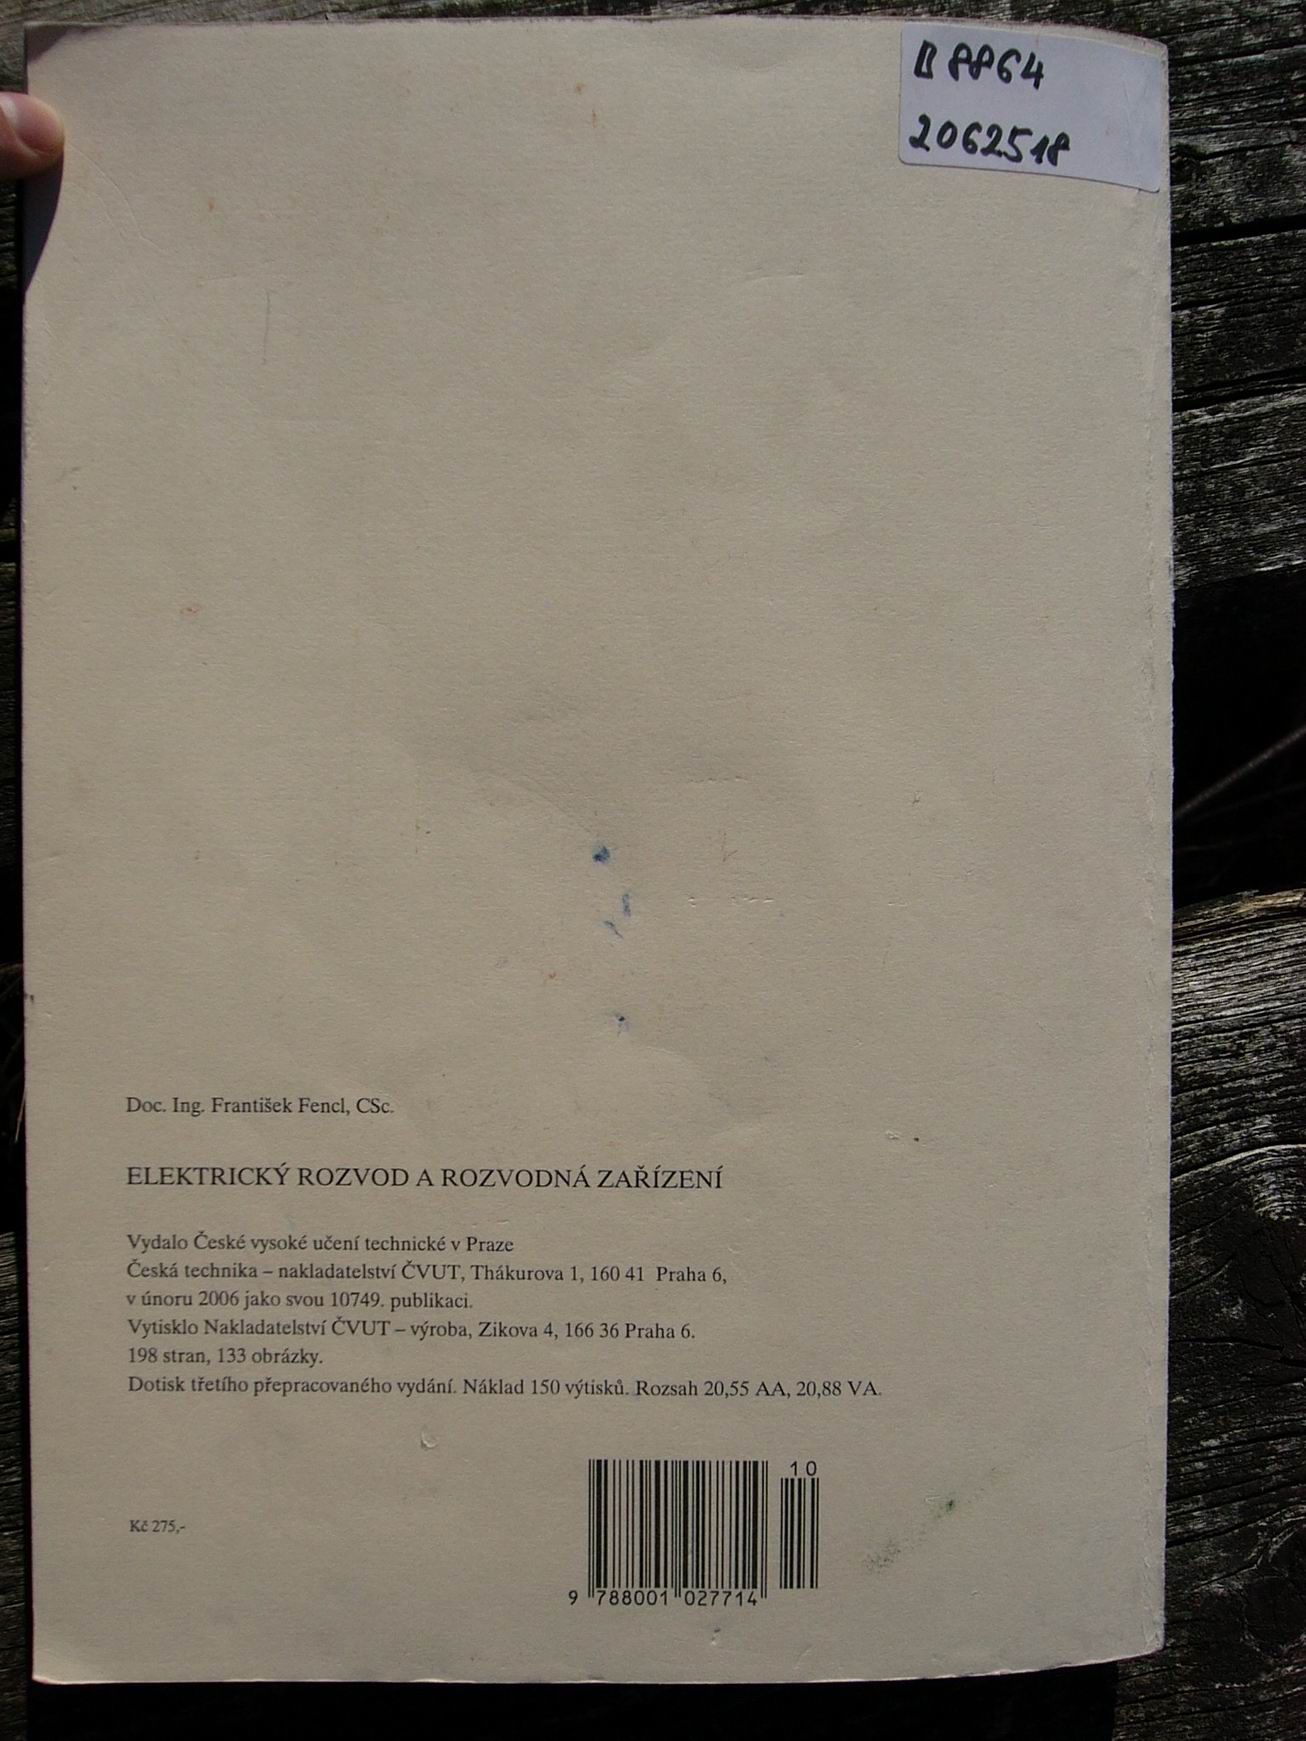 B 8864
2062518
Doc. Ing. František Fencl, CSc.
ELEKTRICKÝ ROZVOD A ROZVODNÁ ZAŘÍZENÍ
Vydalo České vysoké učení technické v Praze
Česká technika – nakladatelství ČVUT, Thákurova 1, 160 41 Praha 6,
v únoru 2006 jako svou 10749. publikaci.
Vytisklo Nakladatelství ČVUT – výroba, Zikova 4, 166 36 Praha 6.
198 stran, 133 obrázky.
Dotisk třetího přepracovaného vydání. Náklad 150 výtisků. Rozsah 20,55 AA, 20,88 VA.
10
Kč 275,-
9 788001 027714